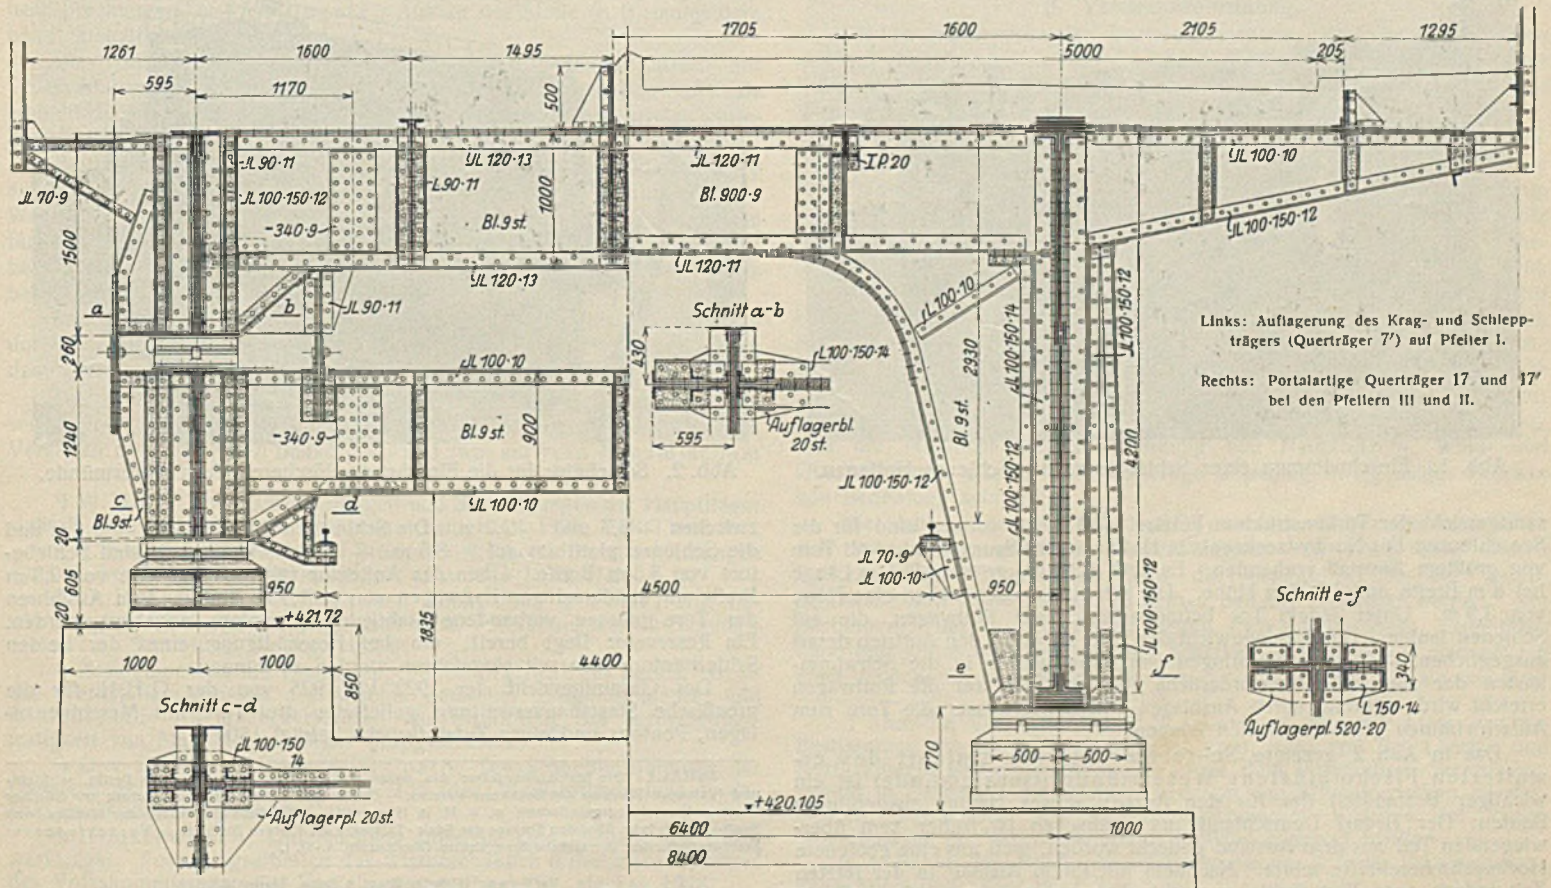 1705
1600
2105
1295
1261
1600
1495
5000
205
595
1170
500
JL 90·11
JL 120·13
JL 120·11
I P. 20
JL 100·10
JL 70·9
JL 100·150·12
L 90·11
1000
Bl. 900·9
-340·9
Bl. 9 st.
JL 100·150·12
1500
JL 120·13
JL 120·11
JL 90·11
a
b
Schnitt a-b
JL 100·10
JL 100·150·12
JL 100·150·14
Links: Auflagerung des Krag- und Schlepp-
trägers (Querträger 7') auf Pfeiler I.
260
430
L 100·150·14
2930
JL 100·10
Rechts: Portalartige Querträger 17 und 17'
bei den Pfeilern III und II.
1240
-340·9
Bl. 9 st.
900
Auflagerbl.
20 st.
595
Bl. 9 st.
4200
JL 100·150·12
JL 100·150·12
c
d
Bl. 9 st.
JL 100·10
20
JL 70·9
JL 100·10
605
950
4500
950
JL 100·150·12
Schnitt e-f
20
+421,72
1835
340
1000
1000
850
4400
e
f
L 150·14
Auflagerpl. 520·20
Schnitt c-d
JL 100·150
14
770
500
500
Auflagerpl. 20 st.
+420.105
6400
1000
8400